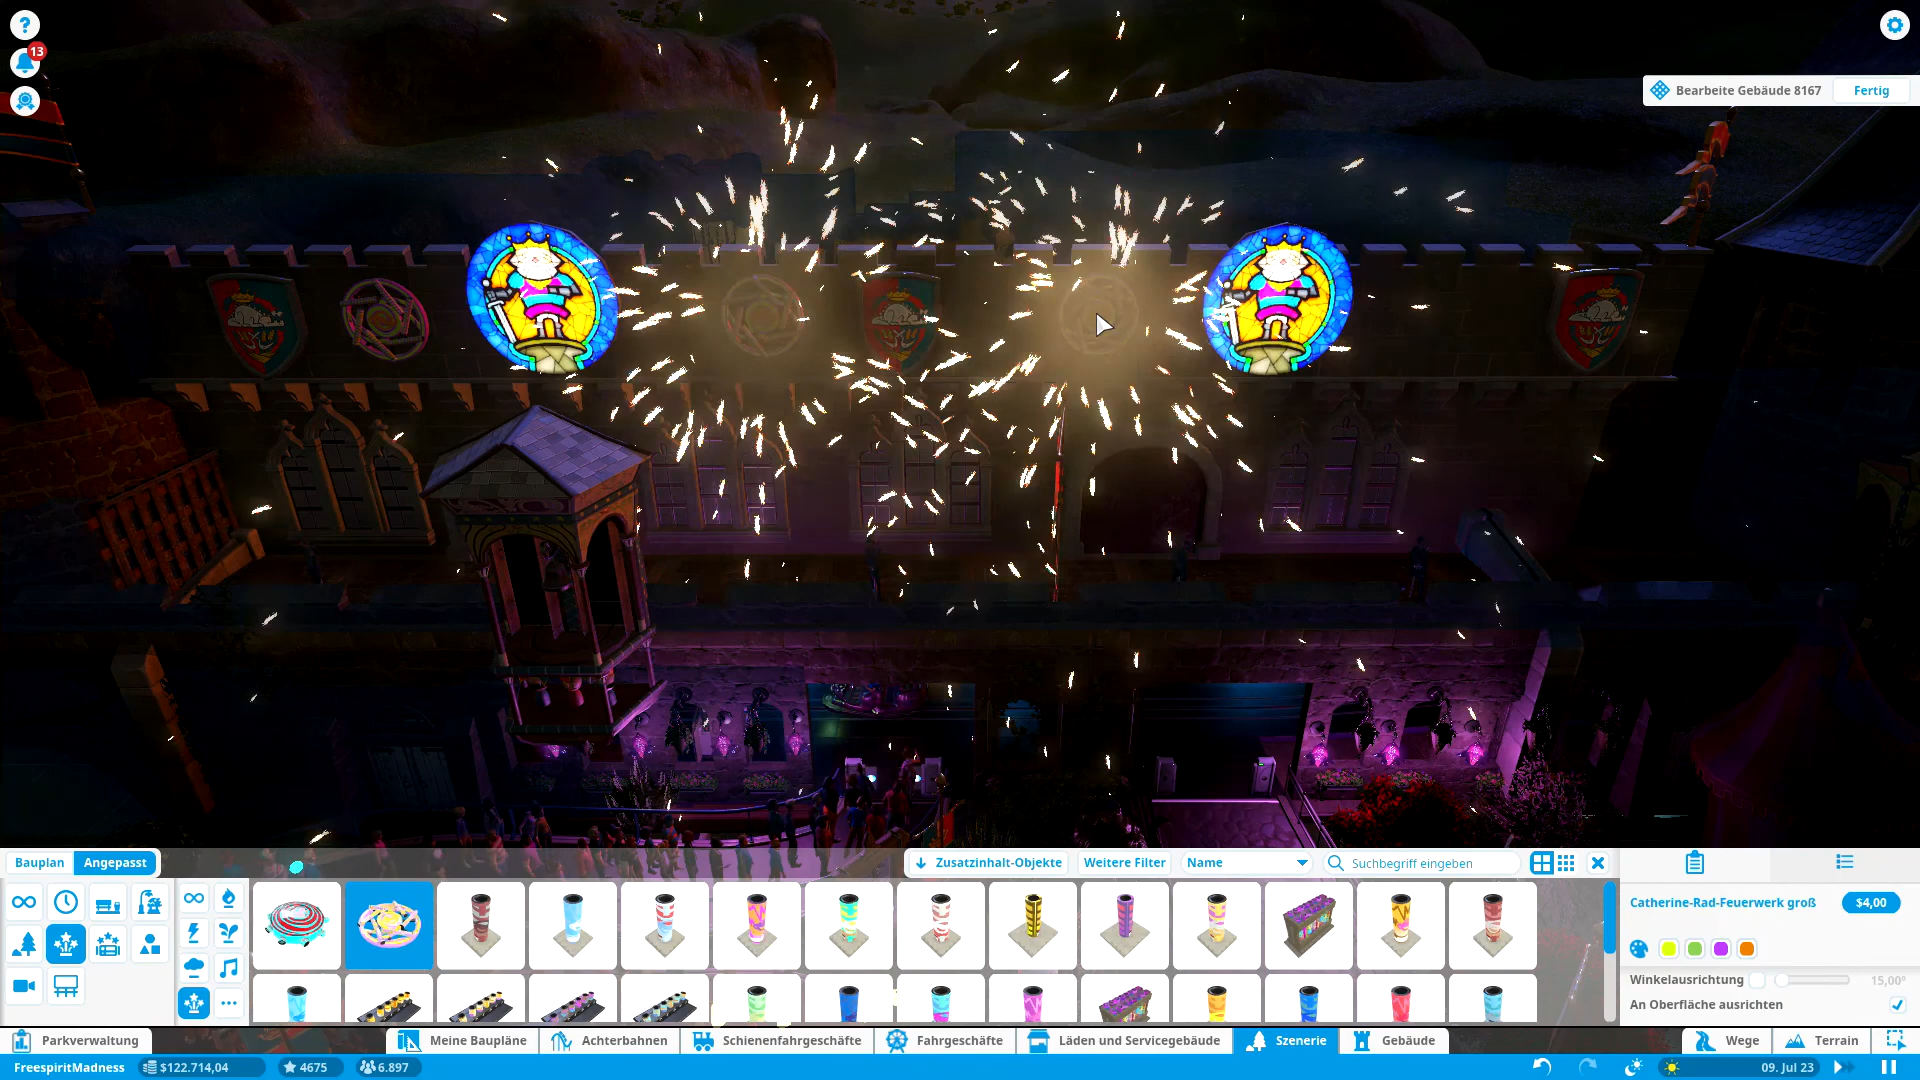 ?
13
Bearbeite Gebäude 8167
Fertig
Bauplan
Angepasst
Zusatzinhalt-Objekte
Weitere Filter
Name
Suchbegriff eingeben
Catherine-Rad-Feuerwerk groß
$4,00
Winkelausrichtung
15,00°
An Oberfläche ausrichten
Parkverwaltung
Meine Baupläne
Achterbahnen
Schienenfahrgeschäfte
Fahrgeschäfte
Läden und Servicegebäude
Szenerie
Gebäude
Wege
Terrain
FreespiritMadness
$122.714,04
4675
6.897
09. Jul 23